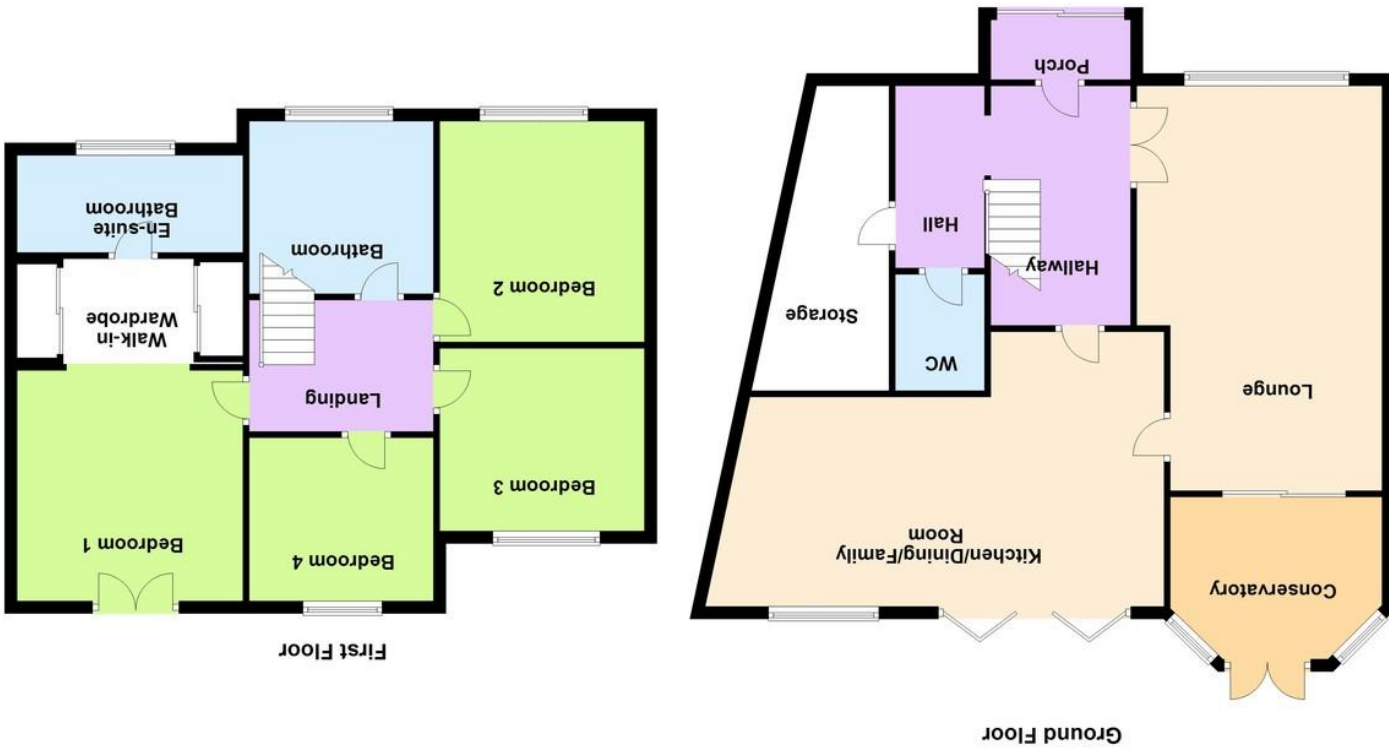 Ground Floor
Conservatory
Kitchen/Dining/Family
Room
Lounge
WC
Storage
Hallway
Hall
Porch
First Floor
Bedroom 4
Bedroom 1
Bedroom 3
Landing
Walk-in
Wardrobe
Bedroom 2
Bathroom
En-suite
Bathroom